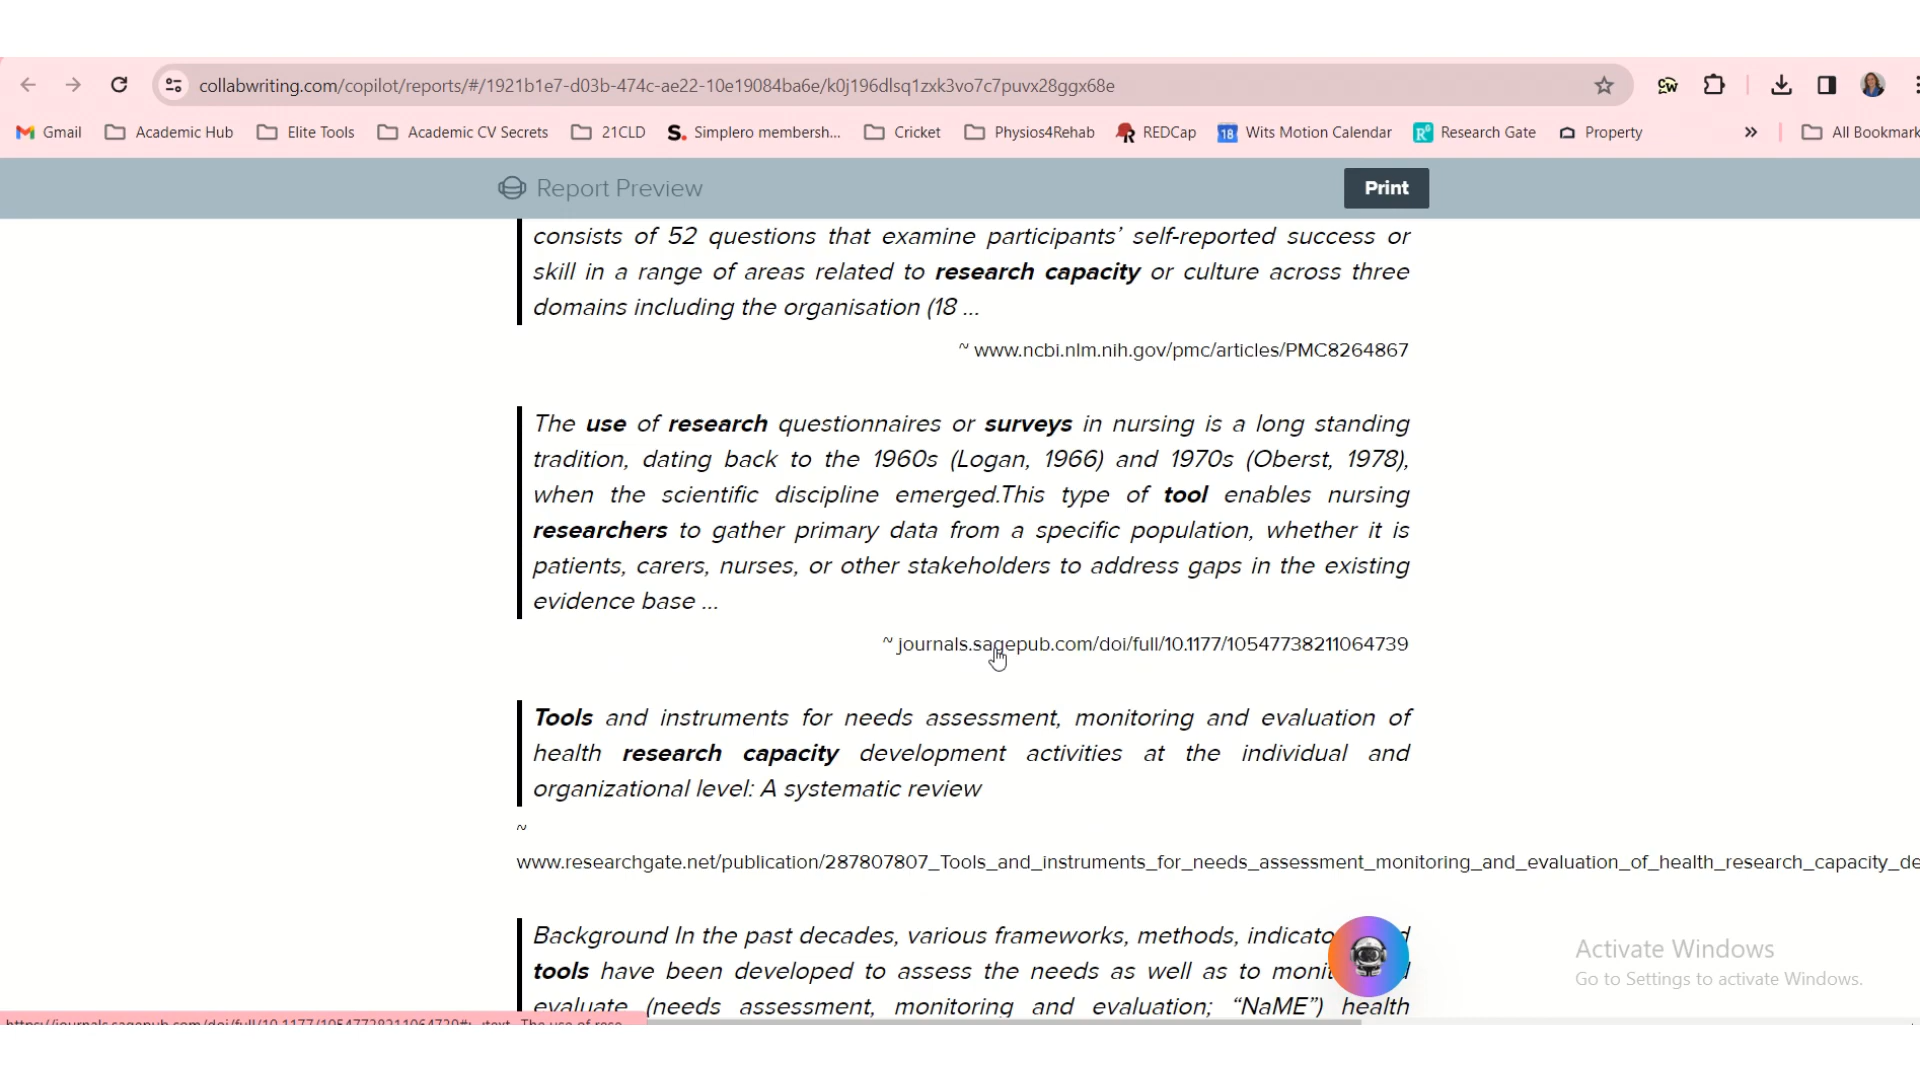 collabwriting.com/copilot/reports/#/1921b1e7-d03b-474c-ae22-10e19084ba6e/k0j196dlsq1zxk3vo7c7puvx28ggx68e
Gmail Academic Hub Elite Tools Academic CV Secrets 21CLD Simplero membersh... Cricket Physios4Rehab REDCap 18 Wits Motion Calendar Research Gate Property » All Bookmark
Report Preview Print
consists of 52 questions that examine participants’ self-reported success or
skill in a range of areas related to research capacity or culture across three
domains including the organisation (18 ...
~ www.ncbi.nlm.nih.gov/pmc/articles/PMC8264867
The use of research questionnaires or surveys in nursing is a long standing
tradition, dating back to the 1960s (Logan, 1966) and 1970s (Oberst, 1978),
when the scientific discipline emerged.This type of tool enables nursing
researchers to gather primary data from a specific population, whether it is
patients, carers, nurses, or other stakeholders to address gaps in the existing
evidence base ...
~ journals.sagepub.com/doi/full/10.1177/10547738211064739
Tools and instruments for needs assessment, monitoring and evaluation of
health research capacity development activities at the individual and
organizational level: A systematic review
~
www.researchgate.net/publication/287807807_Tools_and_instruments_for_needs_assessment_monitoring_and_evaluation_of_health_research_capacity_de
Background In the past decades, various frameworks, methods,
tools have been developed to assess the needs as well as to
evaluate (needs assessment, monitoring and evaluation; “NaME”) health
Activate Windows
Go to Settings to activate Windows.